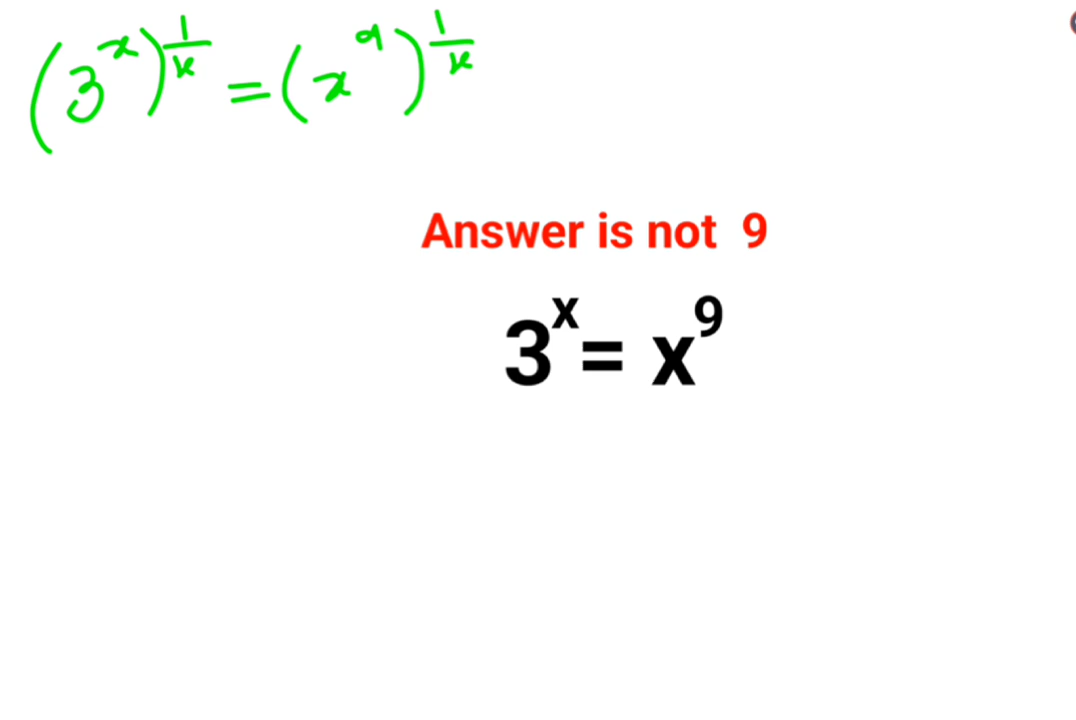 (3^x)^(1/x) = (x^9)^(1/x)
Answer is not 9
3^x = x^9